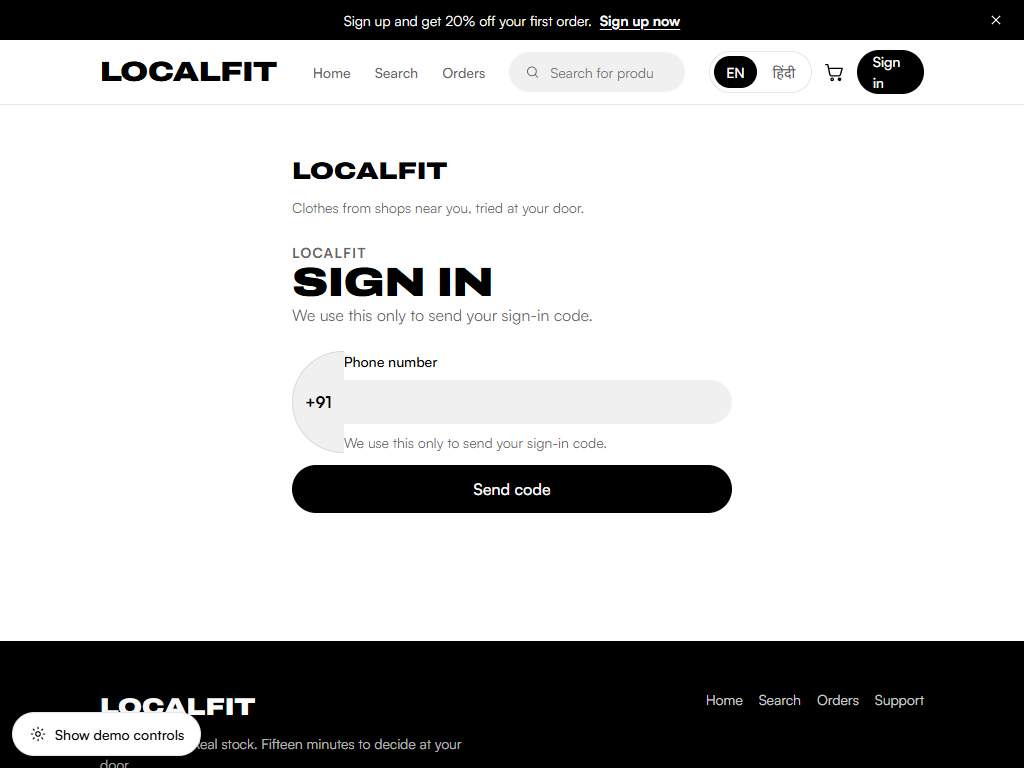 Sign up and get 20% off your first order. Sign up now
LOCALFIT
Home
Search
Orders
Search for produ
EN
हिंदी
Sign
in
LOCALFIT
Clothes from shops near you, tried at your door.
LOCALFIT
SIGN IN
We use this only to send your sign-in code.
Phone number
+91
We use this only to send your sign-in code.
Send code
LOCALFIT
Home
Search
Orders
Support
Show demo controls
stock. Fifteen minutes to decide at your
door.